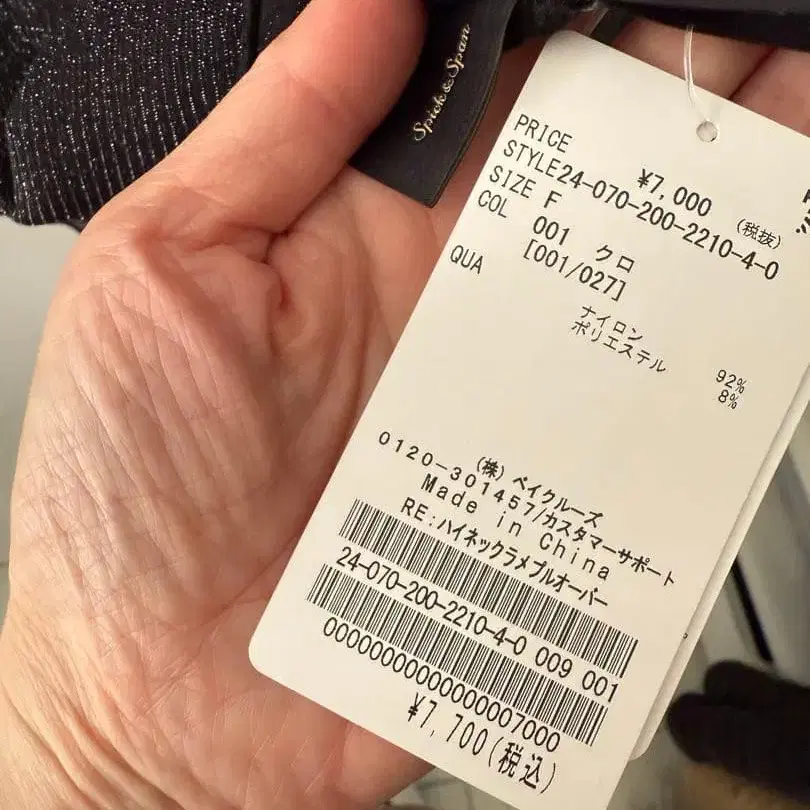 Spick & Span
PRICE ¥7,000 (税抜)
STYLE 24-070-200-2210-4-0
SIZE F
COL 001 クロ
[001/027]
QUA
ナイロン 92%
ポリエステル 8%
(株) ベイクルーズ
0120-301457/カスタマーサポート
Made in China
RE:ハイネックラメプルオーバー
24-070-200-2210-4-0 009 001
0000000000000007000
¥7,700(税込)